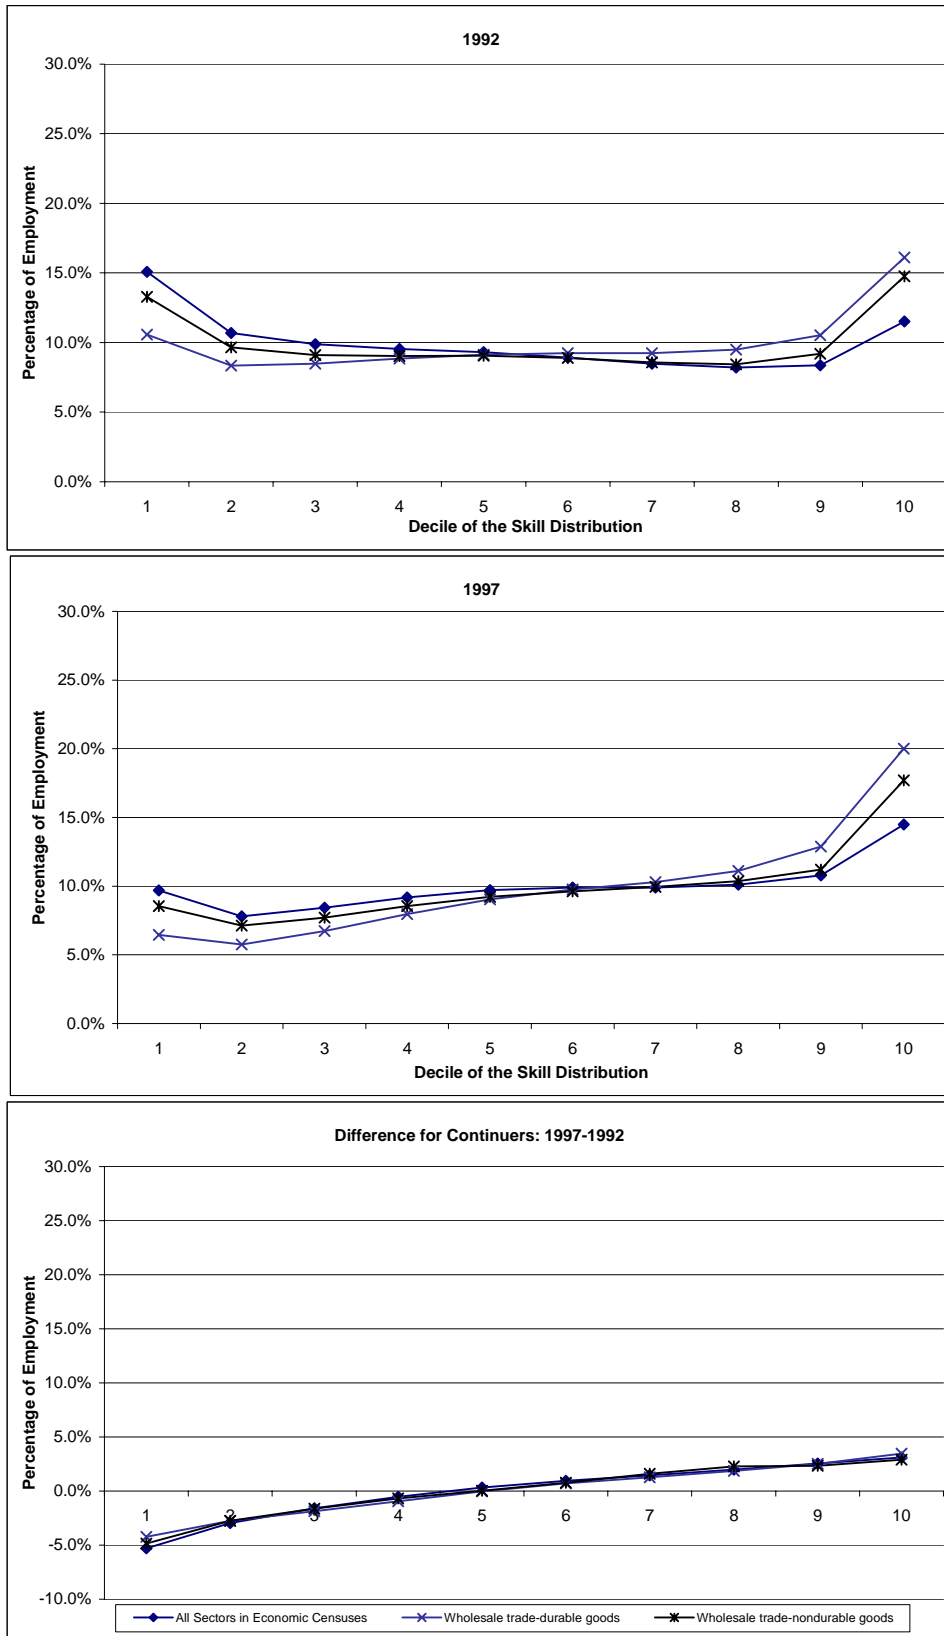 1992
30.0%
25.0%
20.0%
15.0%
10.0%
5.0%
0.0%
Percentage of Employment
1 2 3 4 5 6 7 8 9 10
Decile of the Skill Distribution
1997
30.0%
25.0%
20.0%
15.0%
10.0%
5.0%
0.0%
Percentage of Employment
1 2 3 4 5 6 7 8 9 10
Decile of the Skill Distribution
Difference for Continuers: 1997-1992
30.0%
25.0%
20.0%
15.0%
10.0%
5.0%
0.0%
-5.0%
-10.0%
Percentage of Employment
1 2 3 4 5 6 7 8 9 10
All Sectors in Economic Censuses Wholesale trade-durable goods Wholesale trade-nondurable goods